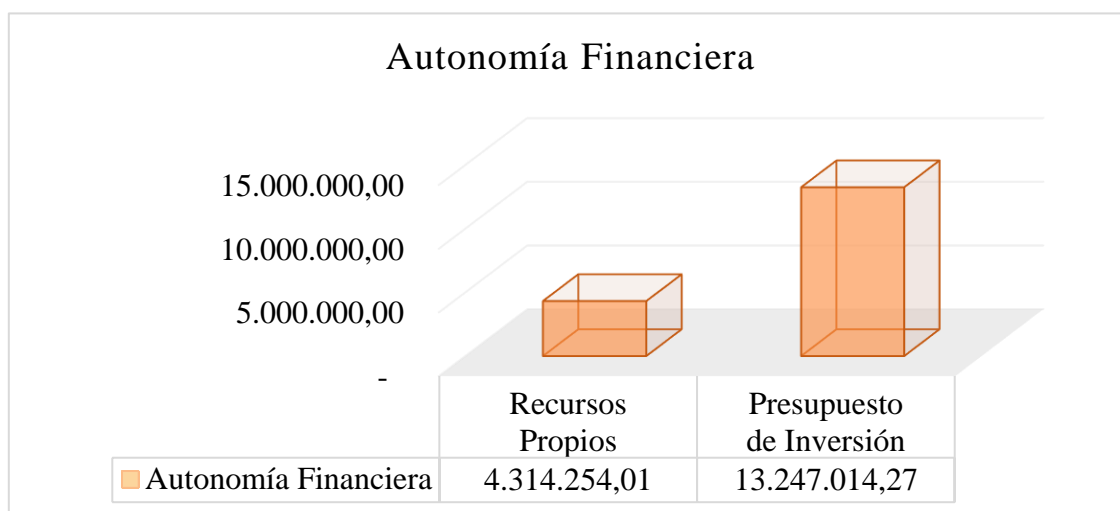 Autonomía Financiera
15.000.000,00
10.000.000,00
5.000.000,00
-
Recursos Propios
Presupuesto de Inversión
Autonomía Financiera 4.314.254,01 13.247.014,27